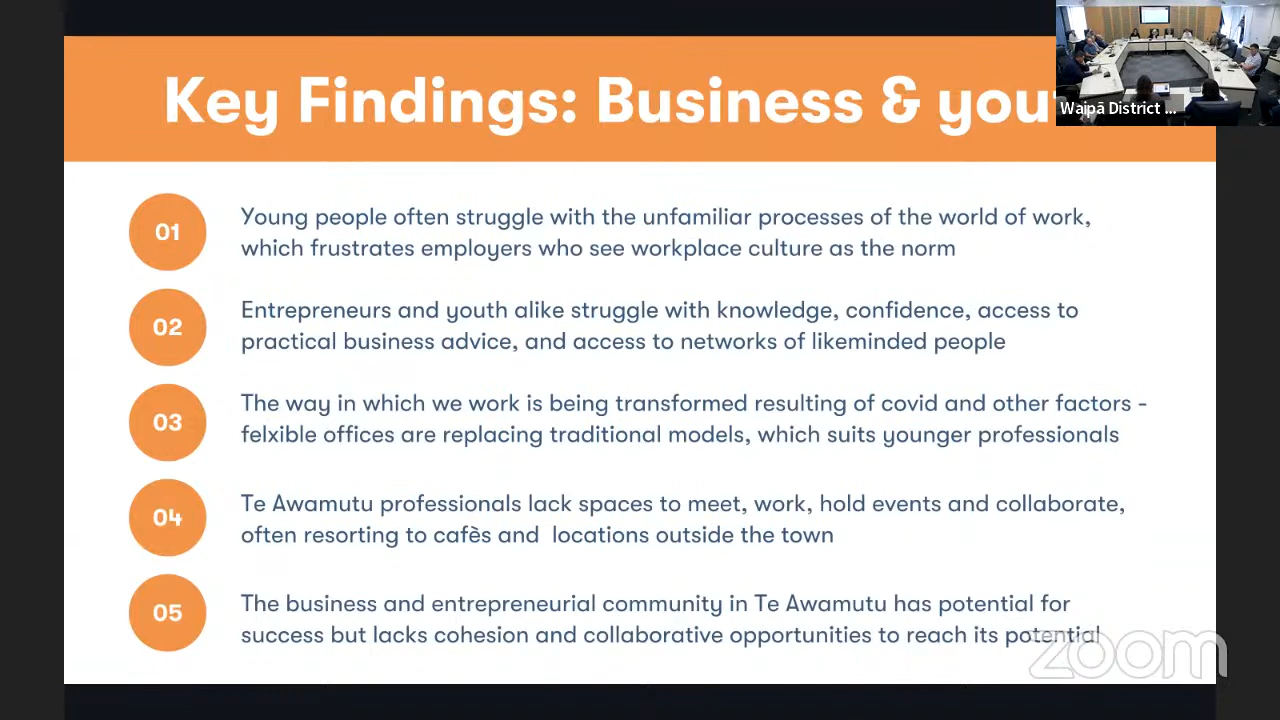 Key Findings: Business & you
Waipā District ...
01
Young people often struggle with the unfamiliar processes of the world of work,
which frustrates employers who see workplace culture as the norm
02
Entrepreneurs and youth alike struggle with knowledge, confidence, access to
practical business advice, and access to networks of likeminded people
03
The way in which we work is being transformed resulting of covid and other factors -
felxible offices are replacing traditional models, which suits younger professionals
04
Te Awamutu professionals lack spaces to meet, work, hold events and collaborate,
often resorting to cafès and locations outside the town
05
The business and entrepreneurial community in Te Awamutu has potential for
success but lacks cohesion and collaborative opportunities to reach its potential
zoom